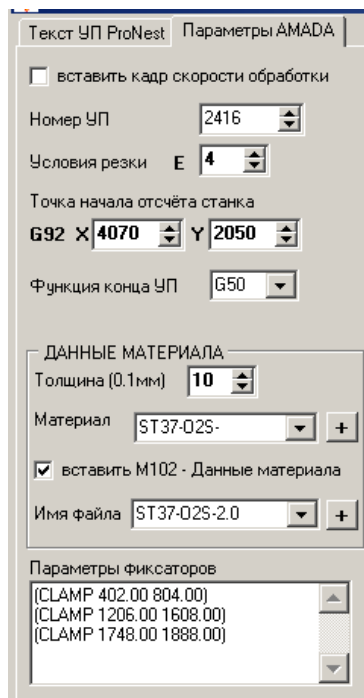 Текст УП ProNest Параметры AMADA
вставить кадр скорости обработки
Номер УП 2416
Условия резки E 4
Точка начала отсчёта станка
G92 X 4070 Y 2050
Функция конца УП G50
ДАННЫЕ МАТЕРИАЛА
Толщина (0.1мм) 10
Материал ST37-O2S- +
вставить M102 - Данные материала
Имя файла ST37-O2S-2.0 +
Параметры фиксаторов
(CLAMP 402.00 804.00)
(CLAMP 1206.00 1608.00)
(CLAMP 1748.00 1888.00)